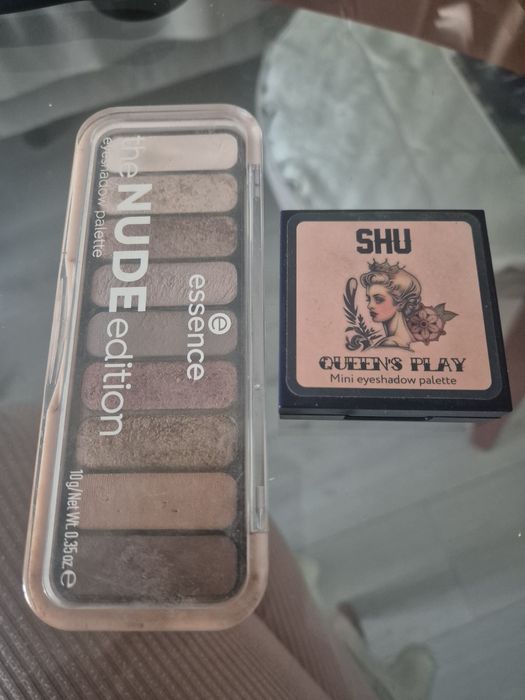 the NUDE edition
eyeshadow palette
e
essence
10g/Net Wt. 0.35 oz. e
SHU
QUEEN'S PLAY
Mini eyeshadow palette